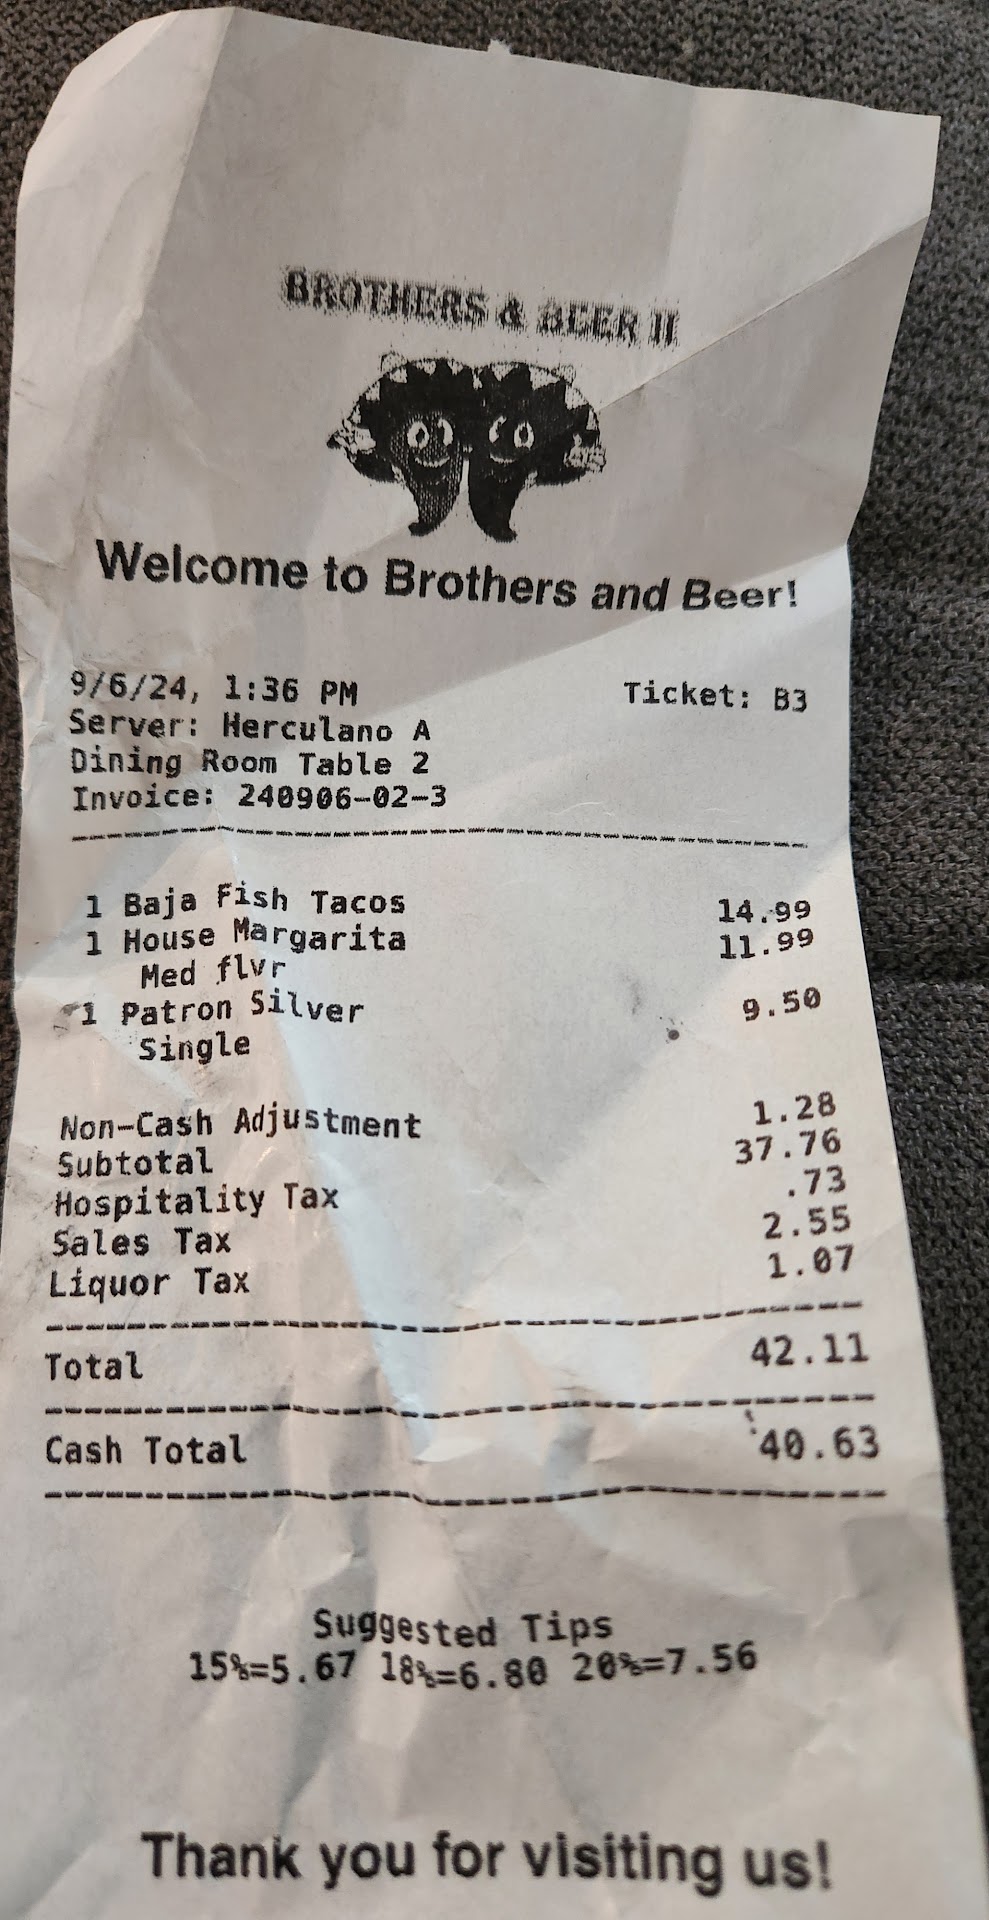 BROTHERS & BEER II
Welcome to Brothers and Beer!
9/6/24, 1:36 PM Ticket: B3
Server: Herculano A
Dining Room Table 2
Invoice: 240906-02-3
1 Baja Fish Tacos 14.99
1 House Margarita 11.99
Med flvr
1 Patron Silver 9.50
Single
Non-Cash Adjustment 1.28
Subtotal 37.76
Hospitality Tax .73
Sales Tax 2.55
Liquor Tax 1.07
Total 42.11
Cash Total 40.63
Suggested Tips
15%=5.67 18%=6.80 20%=7.56
Thank you for visiting us!